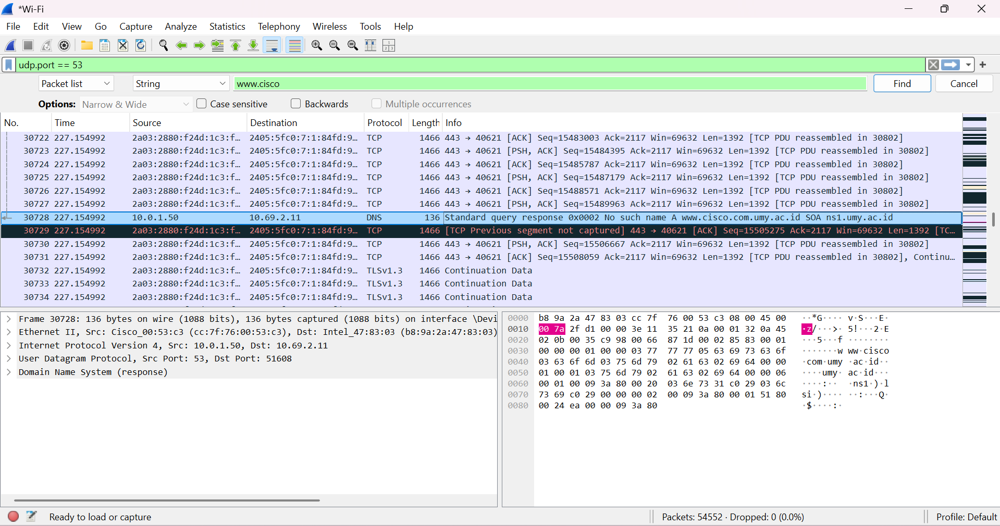 *Wi-Fi
File Edit View Go Capture Analyze Statistics Telephony Wireless Tools Help
udp.port == 53
Packet list String www.cisco Find Cancel
Options: Narrow & Wide Case sensitive Backwards Multiple occurrences
No. Time Source Destination Protocol Length Info
30722 227.154992 2a03:2880:f24d:1c3:f… 2405:5fc0:7:1:84fd:9… TCP 1466 443 → 40621 [ACK] Seq=15483003 Ack=2117 Win=69632 Len=1392 [TCP PDU reassembled in 30802]
30723 227.154992 2a03:2880:f24d:1c3:f… 2405:5fc0:7:1:84fd:9… TCP 1466 443 → 40621 [PSH, ACK] Seq=15484395 Ack=2117 Win=69632 Len=1392 [TCP PDU reassembled in 30802]
30724 227.154992 2a03:2880:f24d:1c3:f… 2405:5fc0:7:1:84fd:9… TCP 1466 443 → 40621 [ACK] Seq=15485787 Ack=2117 Win=69632 Len=1392 [TCP PDU reassembled in 30802]
30725 227.154992 2a03:2880:f24d:1c3:f… 2405:5fc0:7:1:84fd:9… TCP 1466 443 → 40621 [PSH, ACK] Seq=15487179 Ack=2117 Win=69632 Len=1392 [TCP PDU reassembled in 30802]
30726 227.154992 2a03:2880:f24d:1c3:f… 2405:5fc0:7:1:84fd:9… TCP 1466 443 → 40621 [ACK] Seq=15488571 Ack=2117 Win=69632 Len=1392 [TCP PDU reassembled in 30802]
30727 227.154992 2a03:2880:f24d:1c3:f… 2405:5fc0:7:1:84fd:9… TCP 1466 443 → 40621 [PSH, ACK] Seq=15489963 Ack=2117 Win=69632 Len=1392 [TCP PDU reassembled in 30802]
30728 227.154992 10.0.1.50 10.69.2.11 DNS 136 Standard query response 0x0002 No such name A www.cisco.com.umy.ac.id SOA ns1.umy.ac.id
30729 227.154992 2a03:2880:f24d:1c3:f… 2405:5fc0:7:1:84fd:9… TCP 1466 [TCP Previous segment not captured] 443 → 40621 [ACK] Seq=15505275 Ack=2117 Win=69632 Len=1392 [TC…
30730 227.154992 2a03:2880:f24d:1c3:f… 2405:5fc0:7:1:84fd:9… TCP 1466 443 → 40621 [PSH, ACK] Seq=15506667 Ack=2117 Win=69632 Len=1392 [TCP PDU reassembled in 30802]
30731 227.154992 2a03:2880:f24d:1c3:f… 2405:5fc0:7:1:84fd:9… TCP 1466 443 → 40621 [ACK] Seq=15508059 Ack=2117 Win=69632 Len=1392 [TCP PDU reassembled in 30802], Continu…
30732 227.154992 2a03:2880:f24d:1c3:f… 2405:5fc0:7:1:84fd:9… TLSv1.3 1466 Continuation Data
30733 227.154992 2a03:2880:f24d:1c3:f… 2405:5fc0:7:1:84fd:9… TLSv1.3 1466 Continuation Data
30734 227.154992 2a03:2880:f24d:1c3:f… 2405:5fc0:7:1:84fd:9… TLSv1.3 1466 Continuation Data
Frame 30728: 136 bytes on wire (1088 bits), 136 bytes captured (1088 bits) on interface \Devi
Ethernet II, Src: Cisco_00:53:c3 (cc:7f:76:00:53:c3), Dst: Intel_47:83:03 (b8:9a:2a:47:83:03)
Internet Protocol Version 4, Src: 10.0.1.50, Dst: 10.69.2.11
User Datagram Protocol, Src Port: 53, Dst Port: 51608
Domain Name System (response)
0000 b8 9a 2a 47 83 03 cc 7f 76 00 53 c3 08 00 45 00 ··*G···· v·S···E·
0010 00 7a 2f d1 00 00 3e 11 35 21 0a 00 01 32 0a 45 ·z/···>· 5!···2·E
0020 02 0b 00 35 c9 98 00 66 87 1d 00 02 85 83 00 01 ···5···f ········
0030 00 00 00 01 00 00 03 77 77 77 05 63 69 73 63 6f ·······w ww·cisco
0040 03 63 6f 6d 03 75 6d 79 02 61 63 02 69 64 00 00 ·com·umy ·ac·id··
0050 01 00 01 03 75 6d 79 02 61 63 02 69 64 00 00 06 ····umy· ac·id···
0060 00 01 00 09 3a 80 00 20 03 6e 73 31 c0 29 03 6c ····:··  ·ns1·)·l
0070 73 69 c0 29 00 00 00 02 00 09 3a 80 00 01 51 80 si·)···· ··:···Q·
0080 00 24 ea 00 00 09 3a 80 ·$····:·
Ready to load or capture Packets: 54552 · Dropped: 0 (0.0%) Profile: Default